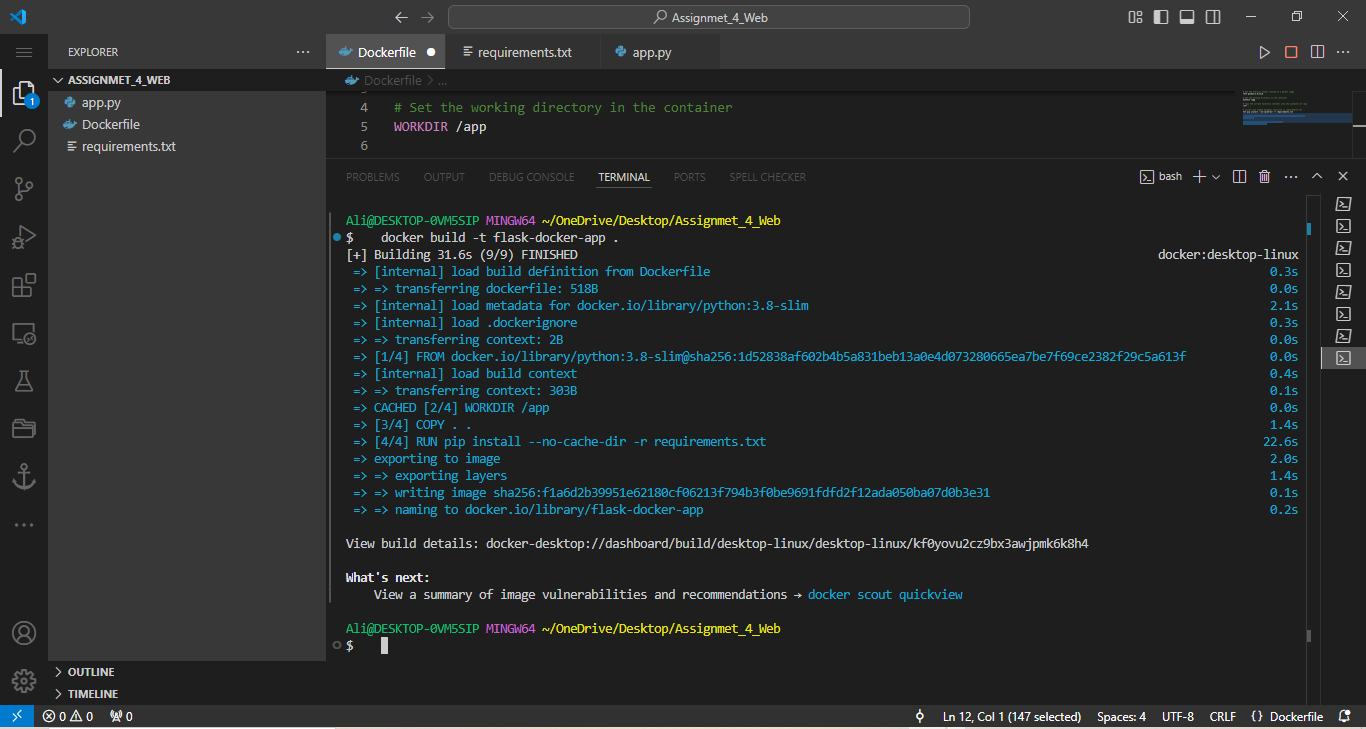 Assignmet_4_Web
EXPLORER
ASSIGNMET_4_WEB
app.py
Dockerfile
requirements.txt
OUTLINE
TIMELINE
1
Dockerfile
requirements.txt
app.py
Dockerfile > ...
4 # Set the working directory in the container
5 WORKDIR /app
6
PROBLEMS OUTPUT DEBUG CONSOLE TERMINAL PORTS SPELL CHECKER
bash
Ali@DESKTOP-0VM5SIP MINGW64 ~/OneDrive/Desktop/Assignmet_4_Web
$ docker build -t flask-docker-app .
[+] Building 31.6s (9/9) FINISHED docker:desktop-linux
=> [internal] load build definition from Dockerfile 0.3s
=> => transferring dockerfile: 518B 0.0s
=> [internal] load metadata for docker.io/library/python:3.8-slim 2.1s
=> [internal] load .dockerignore 0.3s
=> => transferring context: 2B 0.0s
=> [1/4] FROM docker.io/library/python:3.8-slim@sha256:1d52838af602b4b5a831beb13a0e4d073280665ea7be7f69ce2382f29c5a613f 0.0s
=> [internal] load build context 0.4s
=> => transferring context: 303B 0.1s
=> CACHED [2/4] WORKDIR /app 0.0s
=> [3/4] COPY . . 1.4s
=> [4/4] RUN pip install --no-cache-dir -r requirements.txt 22.6s
=> exporting to image 2.0s
=> => exporting layers 1.4s
=> => writing image sha256:f1a6d2b39951e62180cf06213f794b3f0be9691fdfd2f12ada050ba07d0b3e31 0.1s
=> => naming to docker.io/library/flask-docker-app 0.2s
View build details: docker-desktop://dashboard/build/desktop-linux/desktop-linux/kf0yovu2cz9bx3awjpmk6k8h4
What's next:
View a summary of image vulnerabilities and recommendations → docker scout quickview
Ali@DESKTOP-0VM5SIP MINGW64 ~/OneDrive/Desktop/Assignmet_4_Web
$
0 0 0
Ln 12, Col 1 (147 selected) Spaces: 4 UTF-8 CRLF {} Dockerfile